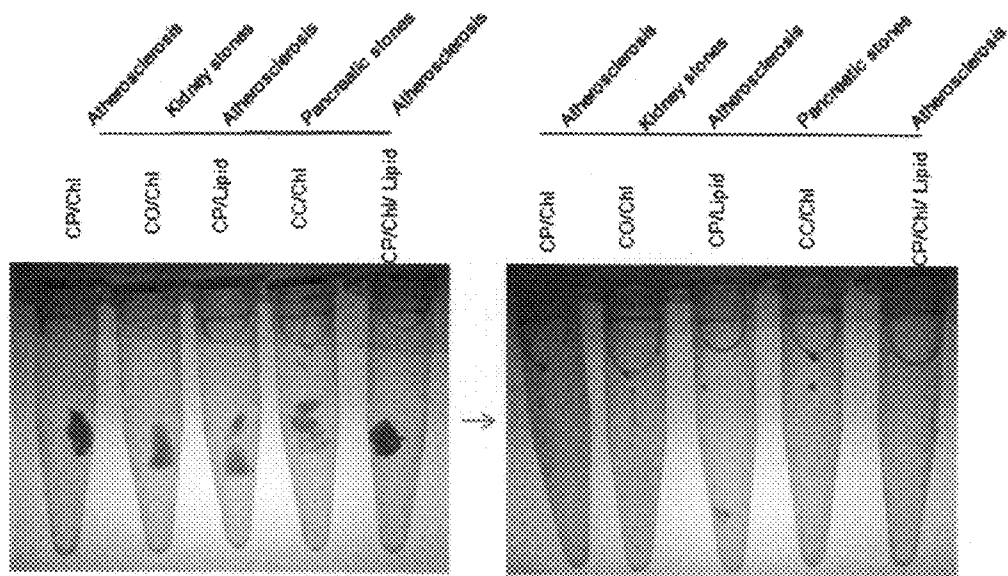 Atherosclerosis
Kidney stones
Atherosclerosis
Pancreatic stones
Atherosclerosis
CP/Chl
CO/Chl
CP/Lipid
CC/Chl
CP/Chl/ Lipid
Atherosclerosis
Kidney stones
Atherosclerosis
Pancreatic stones
Atherosclerosis
CP/Chl
CO/Chl
CP/Lipid
CC/Chl
CP/Chl/ Lipid